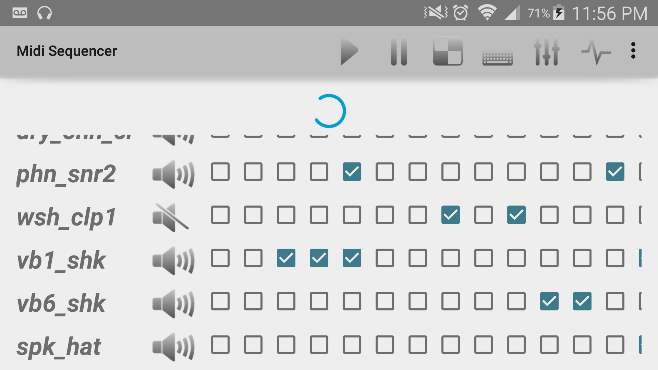 71% 11:56 PM
Midi Sequencer
phn_snr2
wsh_clp1
vb1_shk
vb6_shk
spk_hat